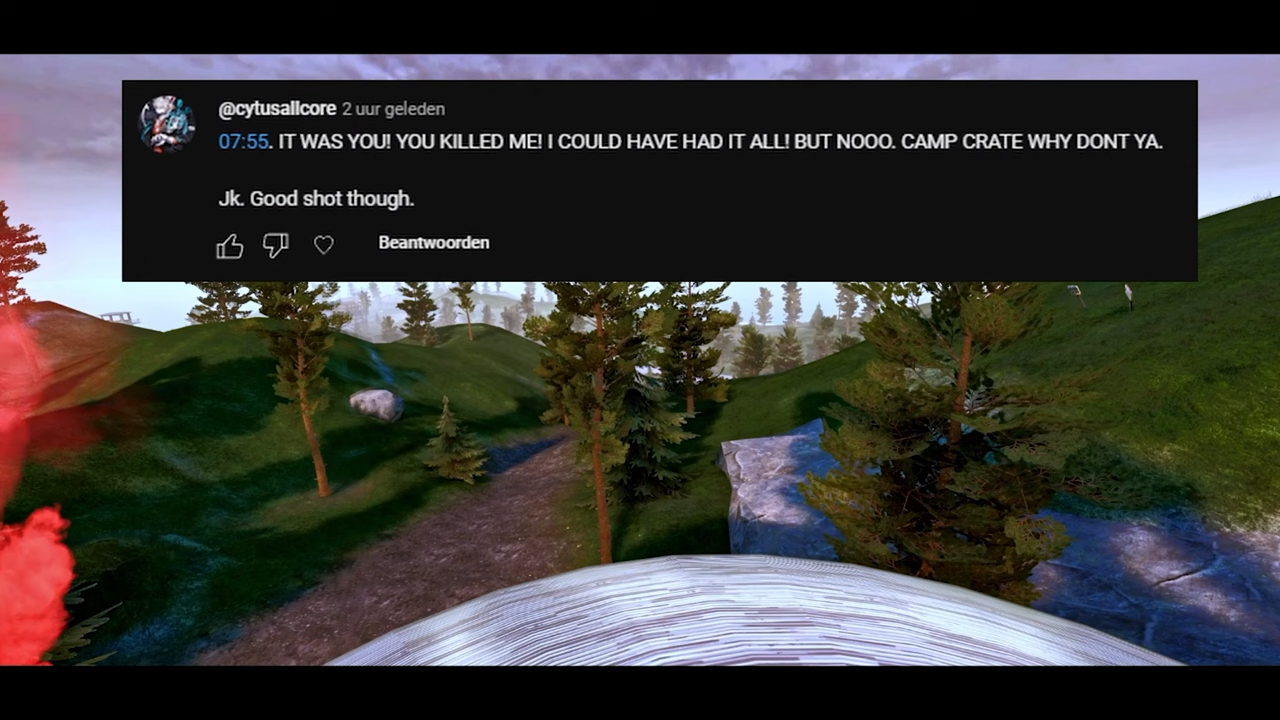 @cytusallcore 2 uur geleden
07:55. IT WAS YOU! YOU KILLED ME! I COULD HAVE HAD IT ALL! BUT NOOO. CAMP CRATE WHY DONT YA.
Jk. Good shot though.
Beantwoorden